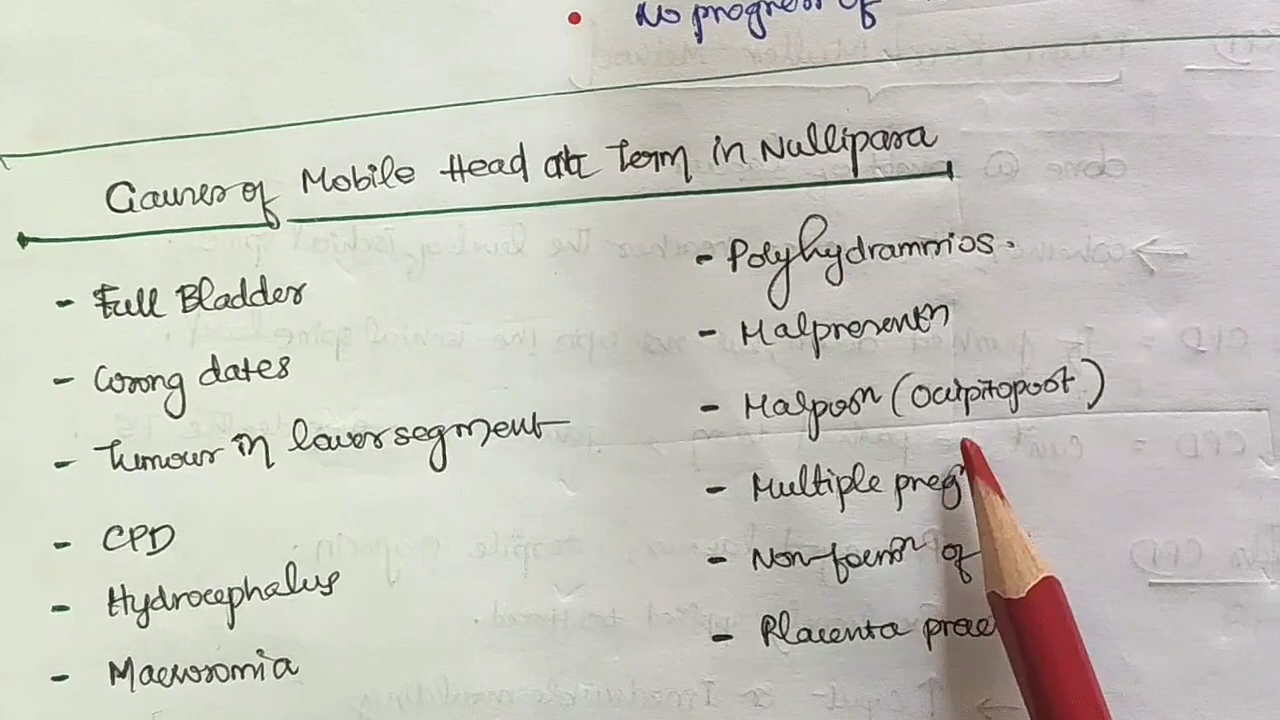 No progress of
Causes of Mobile Head at Term in Nullipara
- Full Bladder
- Wrong dates
- Tumour in lower segment
- CPD
- Hydrocephalus
- Macrosomia
- Polyhydramnios.
- Malpresentn
- Malposn (Occipitopost)
- Multiple preg
- Non-formn of
- Placenta prae